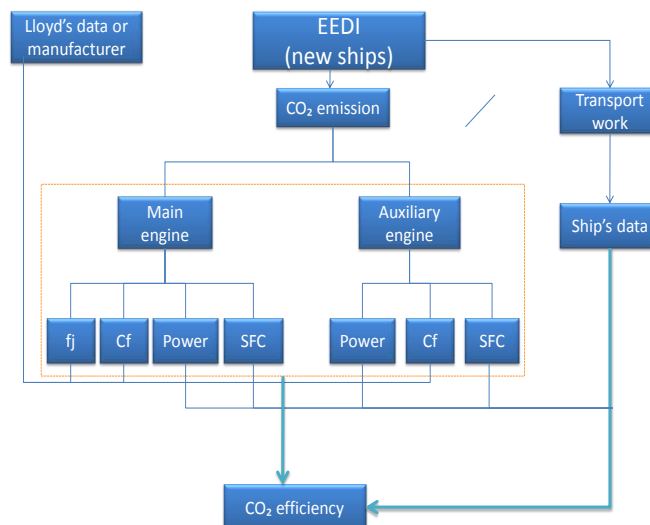 Lloyd's data or
manufacturer
EEDI
(new ships)
CO₂ emission
Transport
work
Main
engine
Auxiliary
engine
Ship's data
fj
Cf
Power
SFC
Power
Cf
SFC
CO₂ efficiency